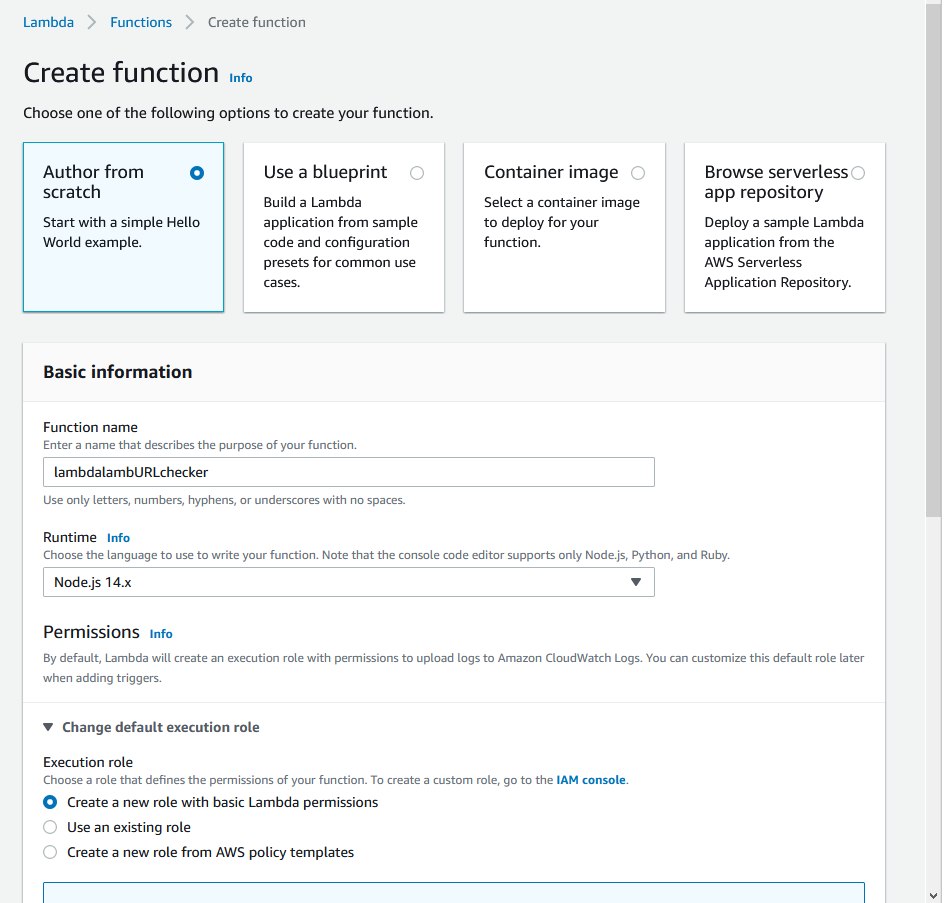 Lambda > Functions > Create function
Create function Info
Choose one of the following options to create your function.
Author from
scratch
Start with a simple Hello
World example.
Use a blueprint
Build a Lambda
application from sample
code and configuration
presets for common use
cases.
Container image
Select a container image
to deploy for your
function.
Browse serverless
app repository
Deploy a sample Lambda
application from the
AWS Serverless
Application Repository.
Basic information
Function name
Enter a name that describes the purpose of your function.
lambdalambURLchecker
Use only letters, numbers, hyphens, or underscores with no spaces.
Runtime Info
Choose the language to use to write your function. Note that the console code editor supports only Node.js, Python, and Ruby.
Node.js 14.x
Permissions Info
By default, Lambda will create an execution role with permissions to upload logs to Amazon CloudWatch Logs. You can customize this default role later
when adding triggers.
Change default execution role
Execution role
Choose a role that defines the permissions of your function. To create a custom role, go to the IAM console.
Create a new role with basic Lambda permissions
Use an existing role
Create a new role from AWS policy templates